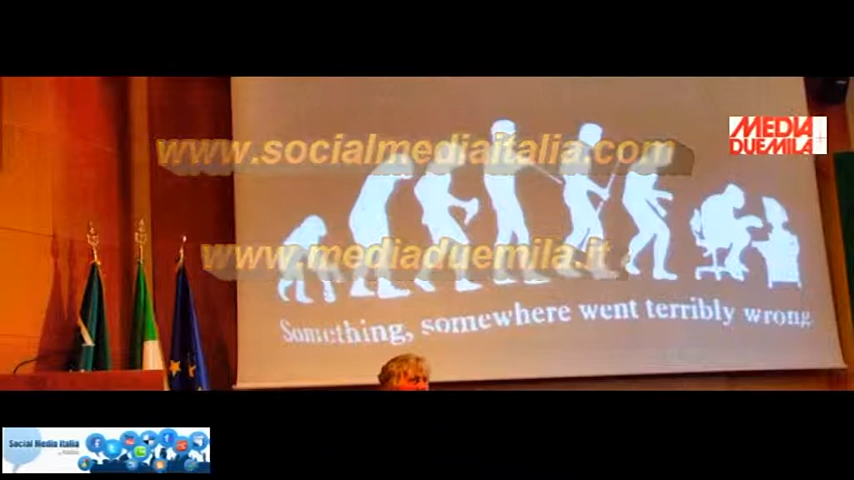 www.socialmediaitalia.com
MEDIA
DUEMILA
www.mediaduemila.it
Something, somewhere went terribly wrong
Social Media Italia